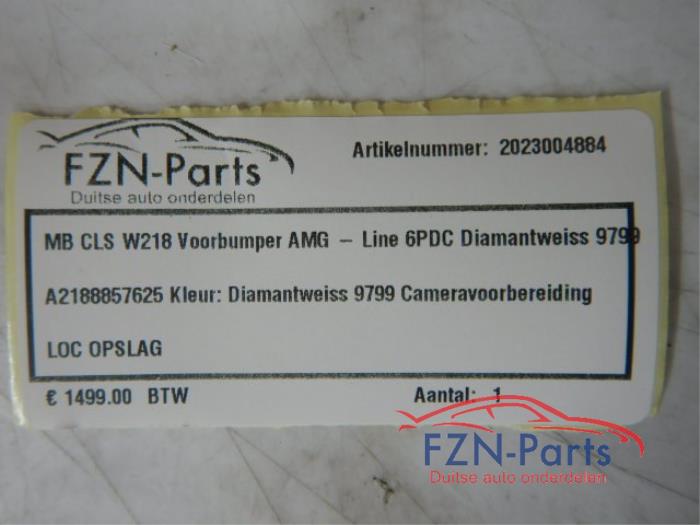 Artikelnummer: 2023004884
FZN-Parts
Duitse auto onderdelen
MB CLS W218 Voorbumper AMG – Line 6PDC Diamantweiss 9799
A2188857625 Kleur: Diamantweiss 9799 Cameravoorbereiding
LOC OPSLAG
€ 1499.00 BTW
Aantal: 1
FZN-Parts
Duitse auto onderdelen